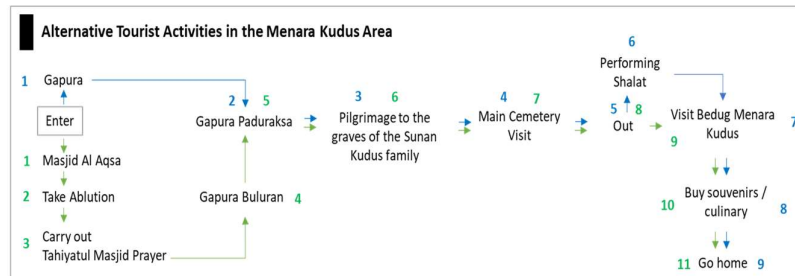 Alternative Tourist Activities in the Menara Kudus Area
6
Performing
Shalat
1 Gapura
2 5
3 6
4 7
5 8
Enter
Gapura Paduraksa
Pilgrimage to the
graves of the Sunan
Kudus family
Main Cemetery
Visit
Out
Visit Bedug Menara
Kudus
7
9
1 Masjid Al Aqsa
2 Take Ablution
Gapura Buluran 4
Buy souvenirs /
culinary
10
8
3 Carry out
Tahiyatul Masjid Prayer
11 Go home 9